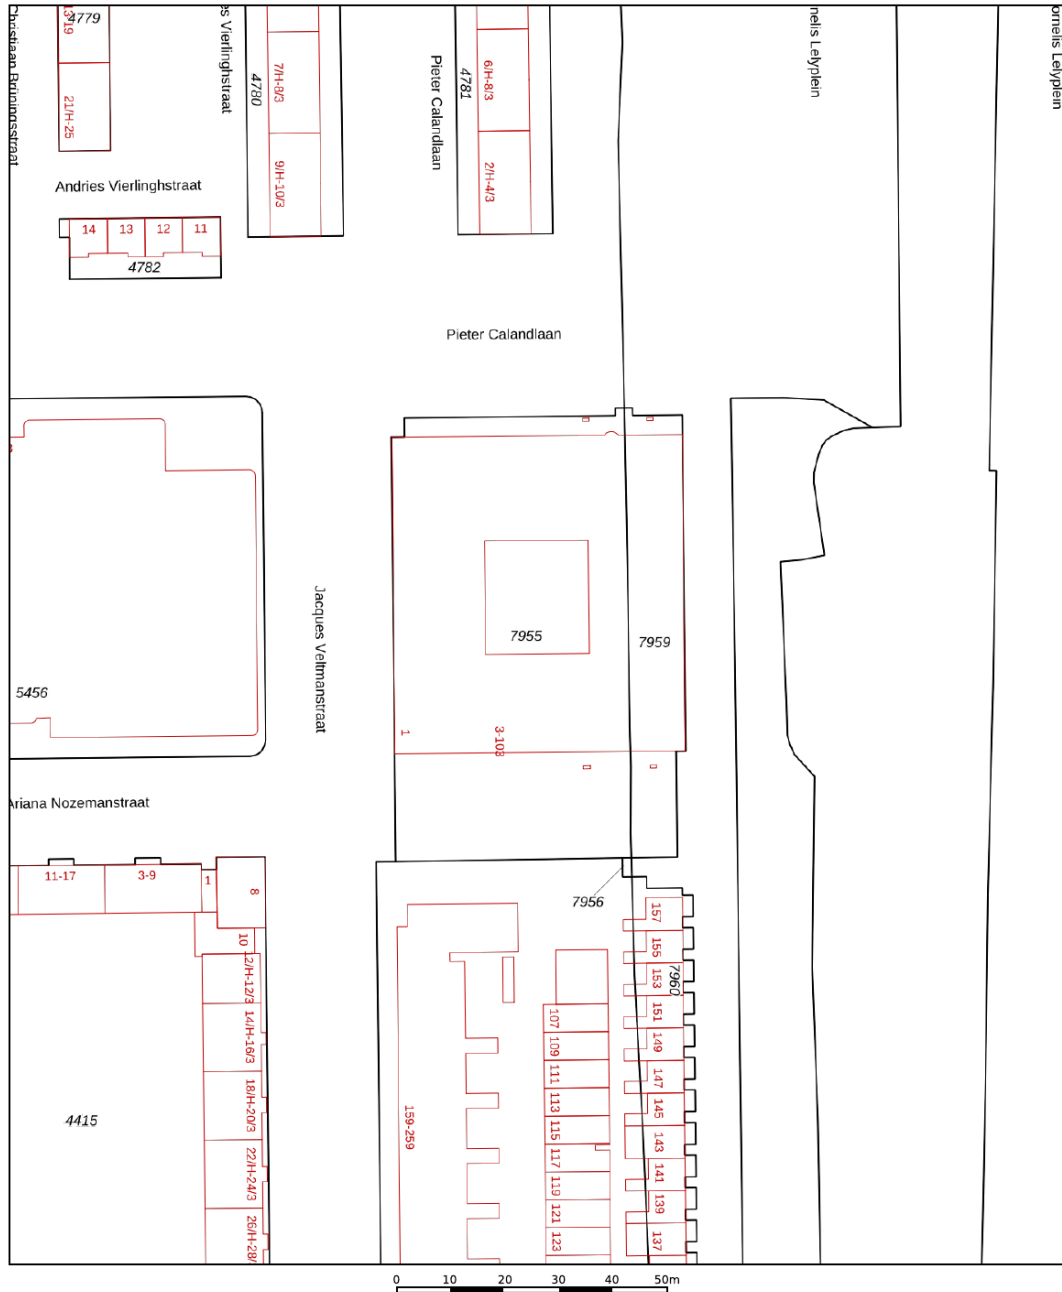 Christiaan Brüningsstraat
13/19
4779
es Vierlinghstraat
4780
7/H-8/3
Pieter Calandlaan
4781
6/H-8/3
nelis Lelyplein
ornelis Lelyplein
21/H-25
9/H-10/3
2/H-4/3
Andries Vierlinghstraat
14
13
12
11
4782
Pieter Calandlaan
Jacques Veltmanstraat
7955
7959
5456
1
3-103
Ariana Nozemanstraat
11-17
3-9
1
8
7956
10
12/H-12/3
14/H-16/3
18/H-20/3
22/H-24/3
26/H-28/
4415
159-259
107
109
111
113
115
117
119
121
123
157
155
153
7960
151
149
147
145
143
141
139
137
0 10 20 30 40 50m